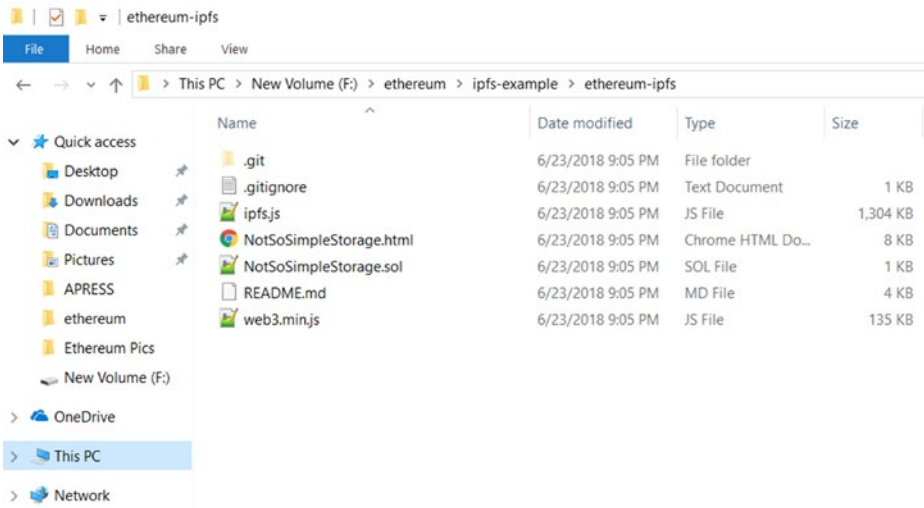 ethereum-ipfs
File Home Share View
This PC > New Volume (F:) > ethereum > ipfs-example > ethereum-ipfs
Name Date modified Type Size
Quick access
Desktop
Downloads
Documents
Pictures
APRESS
ethereum
Ethereum Pics
New Volume (F:)
OneDrive
This PC
Network
.git 6/23/2018 9:05 PM File folder
.gitignore 6/23/2018 9:05 PM Text Document 1 KB
ipfs.js 6/23/2018 9:05 PM JS File 1,304 KB
NotSoSimpleStorage.html 6/23/2018 9:05 PM Chrome HTML Do... 8 KB
NotSoSimpleStorage.sol 6/23/2018 9:05 PM SOL File 1 KB
README.md 6/23/2018 9:05 PM MD File 4 KB
web3.min.js 6/23/2018 9:05 PM JS File 135 KB